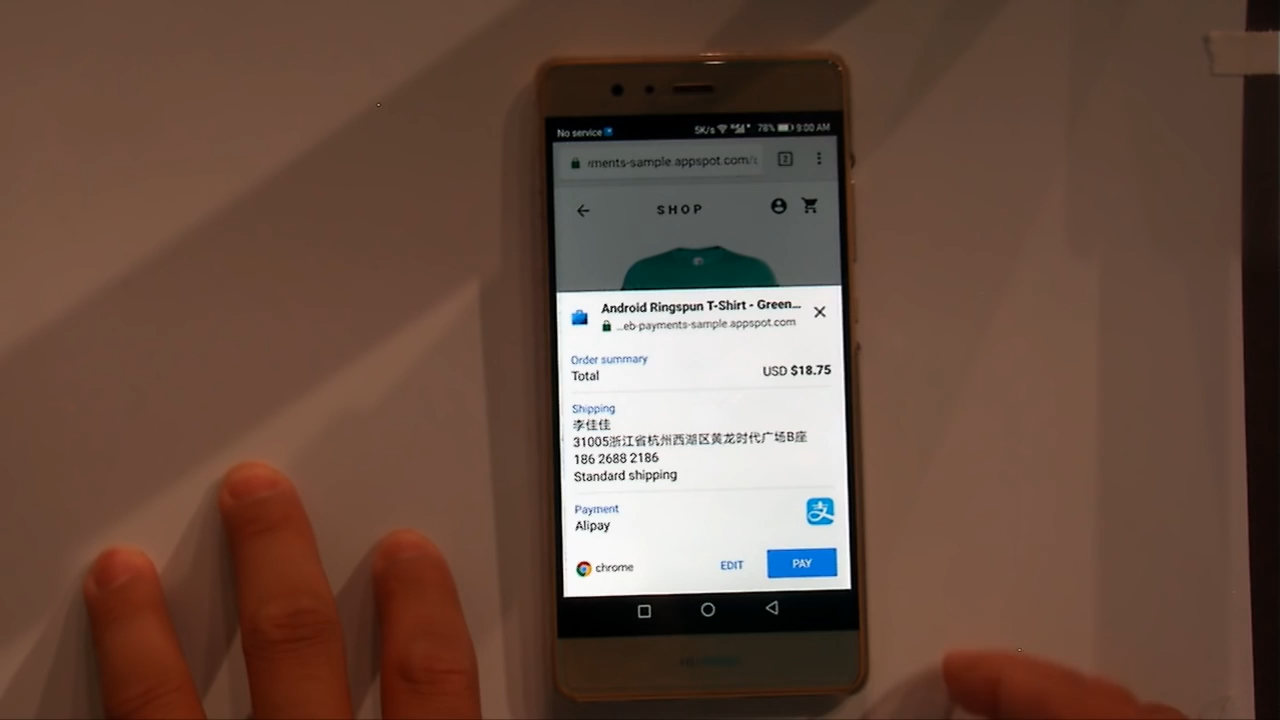 No service
5K/s 78% 9:00 AM
ments-sample.appspot.com/
2
SHOP
Android Ringspun T-Shirt - Green...
...eb-payments-sample.appspot.com
Order summary
Total USD $18.75
Shipping
李佳佳
31005浙江省杭州西湖区黄龙时代广场B座
186 2688 2186
Standard shipping
Payment
支
Alipay
chrome EDIT PAY